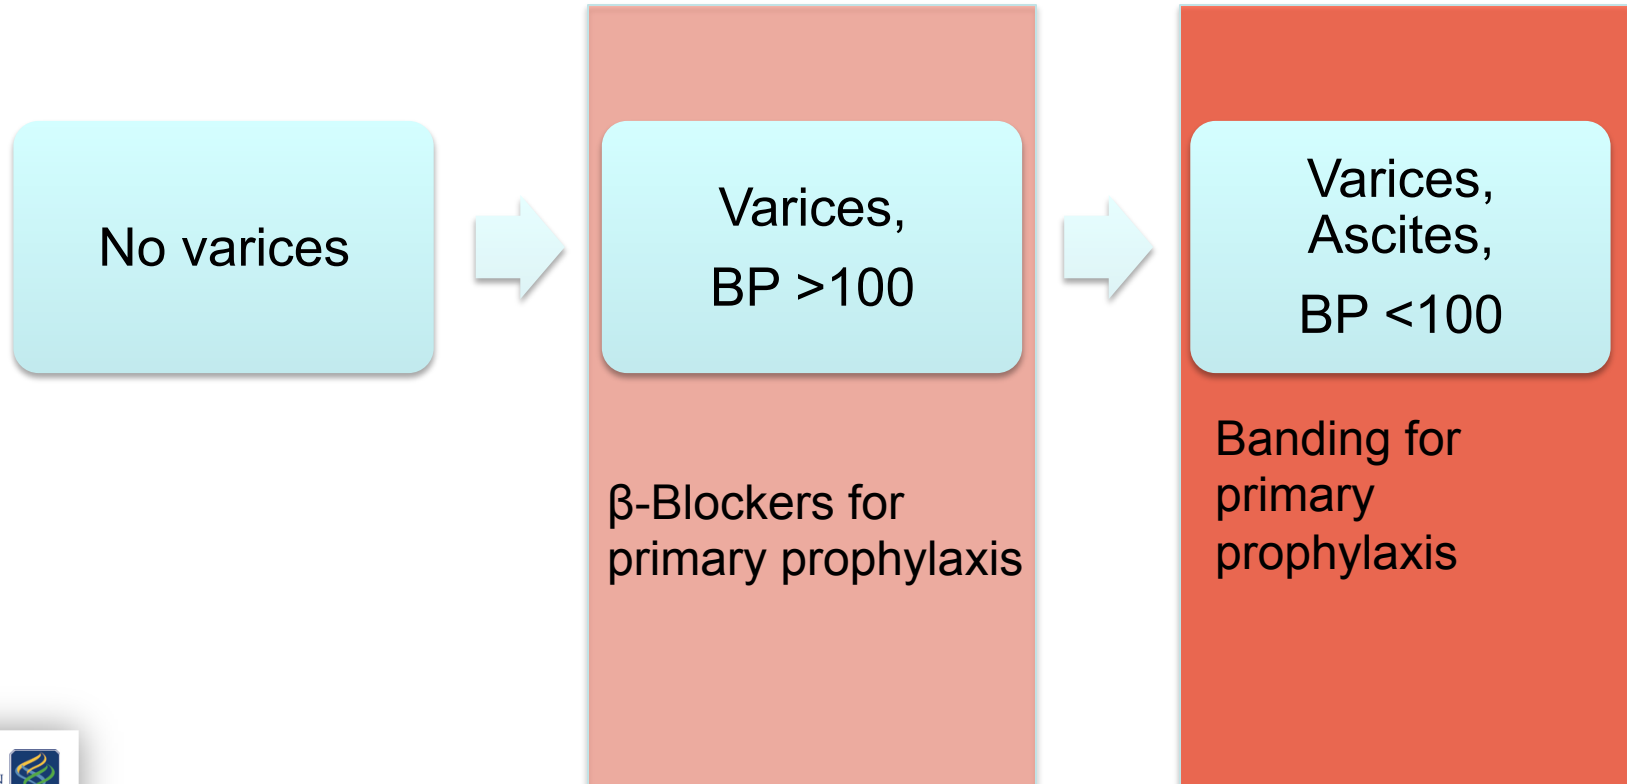 No varices
Varices,
BP >100
β-Blockers for
primary prophylaxis
Varices,
Ascites,
BP <100
Banding for
primary
prophylaxis